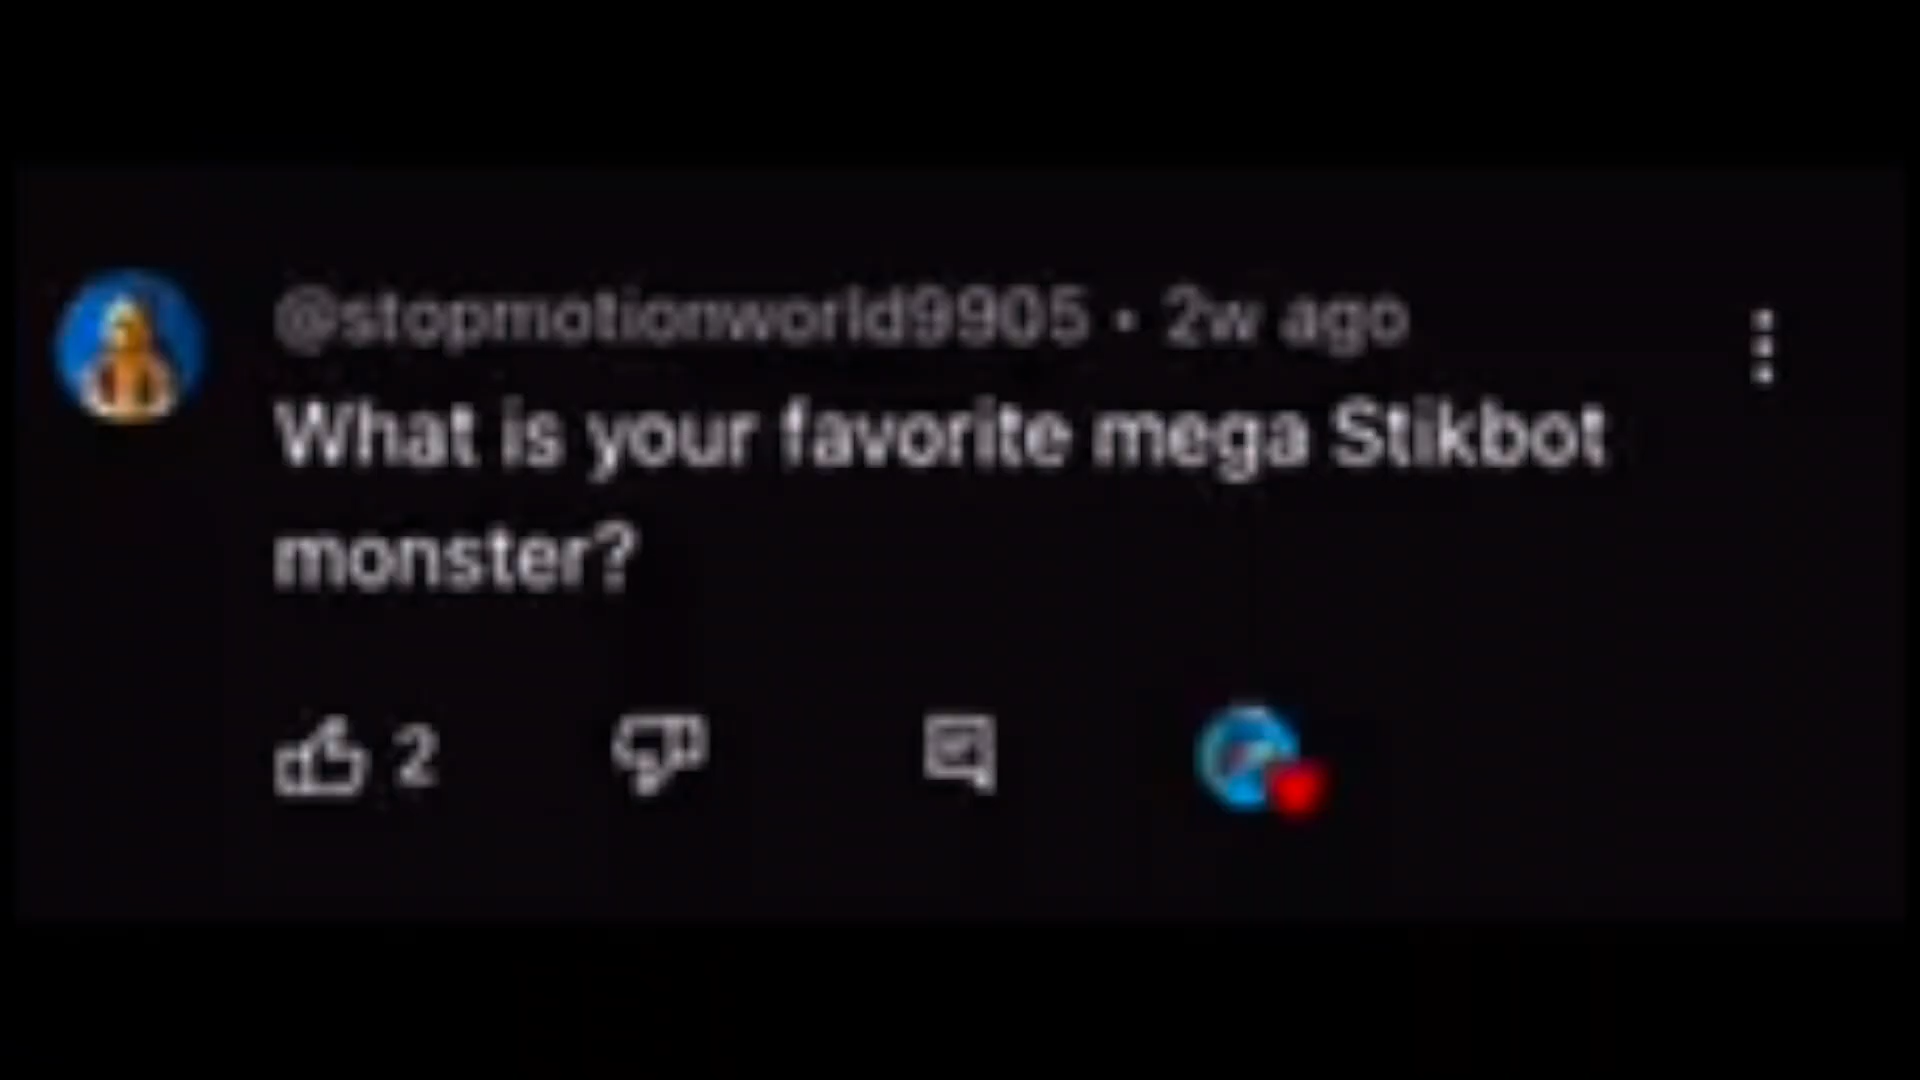 @stopmotionworld9905 • 2w ago
What is your favorite mega Stikbot
monster?
2